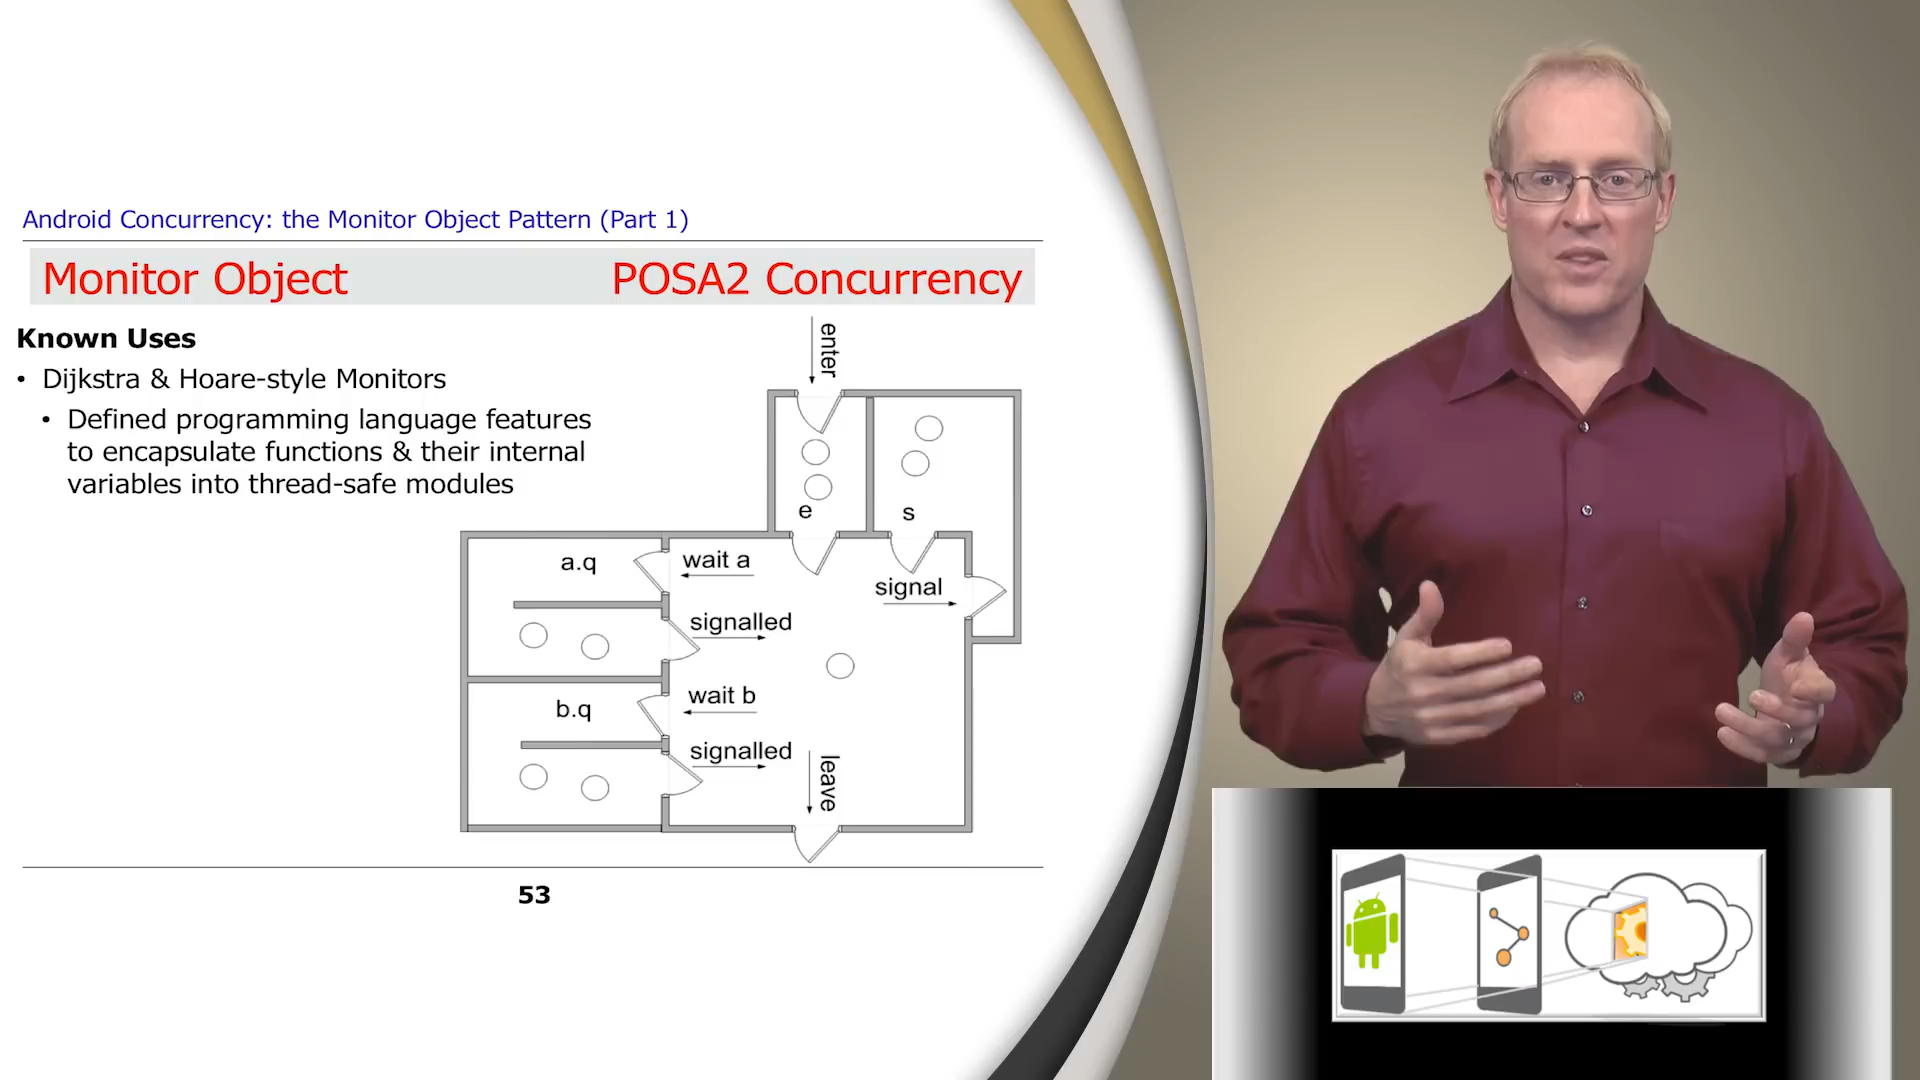 Android Concurrency: the Monitor Object Pattern (Part 1)
Monitor Object POSA2 Concurrency
Known Uses
• Dijkstra & Hoare-style Monitors
• Defined programming language features
to encapsulate functions & their internal
variables into thread-safe modules
enter
e
s
a.q
wait a
signal
signalled
b.q
wait b
signalled
leave
53